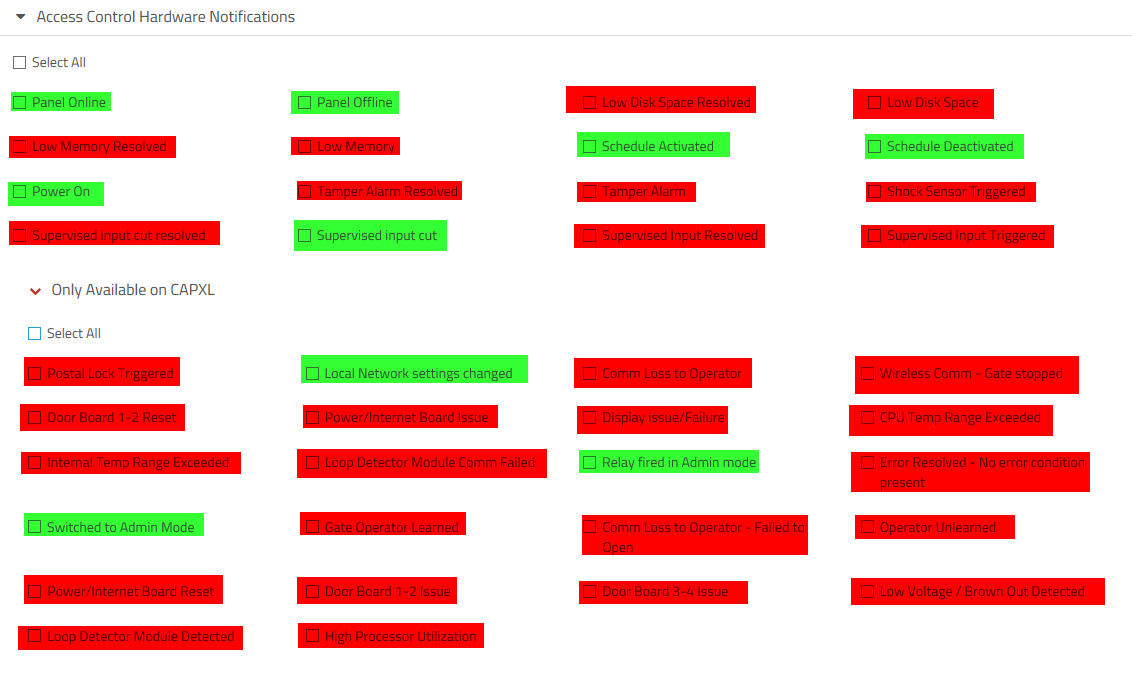 Access Control Hardware Notifications
Select All
Panel Online
Panel Offline
Low Disk Space Resolved
Low Disk Space
Low Memory Resolved
Low Memory
Schedule Activated
Schedule Deactivated
Power On
Tamper Alarm Resolved
Tamper Alarm
Shock Sensor Triggered
Supervised input cut resolved
Supervised input cut
Supervised Input Resolved
Supervised Input Triggered
Only Available on CAPXL
Select All
Postal Lock Triggered
Local Network settings changed
Comm Loss to Operator
Wireless Comm - Gate stopped
Door Board 1-2 Reset
Power/Internet Board Issue
Display issue/Failure
CPU Temp Range Exceeded
Internal Temp Range Exceeded
Loop Detector Module Comm Failed
Relay fired in Admin mode
Error Resolved - No error condition
present
Switched to Admin Mode
Gate Operator Learned
Comm Loss to Operator - Failed to
Open
Operator Unlearned
Power/Internet Board Reset
Door Board 1-2 Issue
Door Board 3-4 Issue
Low Voltage / Brown Out Detected
Loop Detector Module Detected
High Processor Utilization